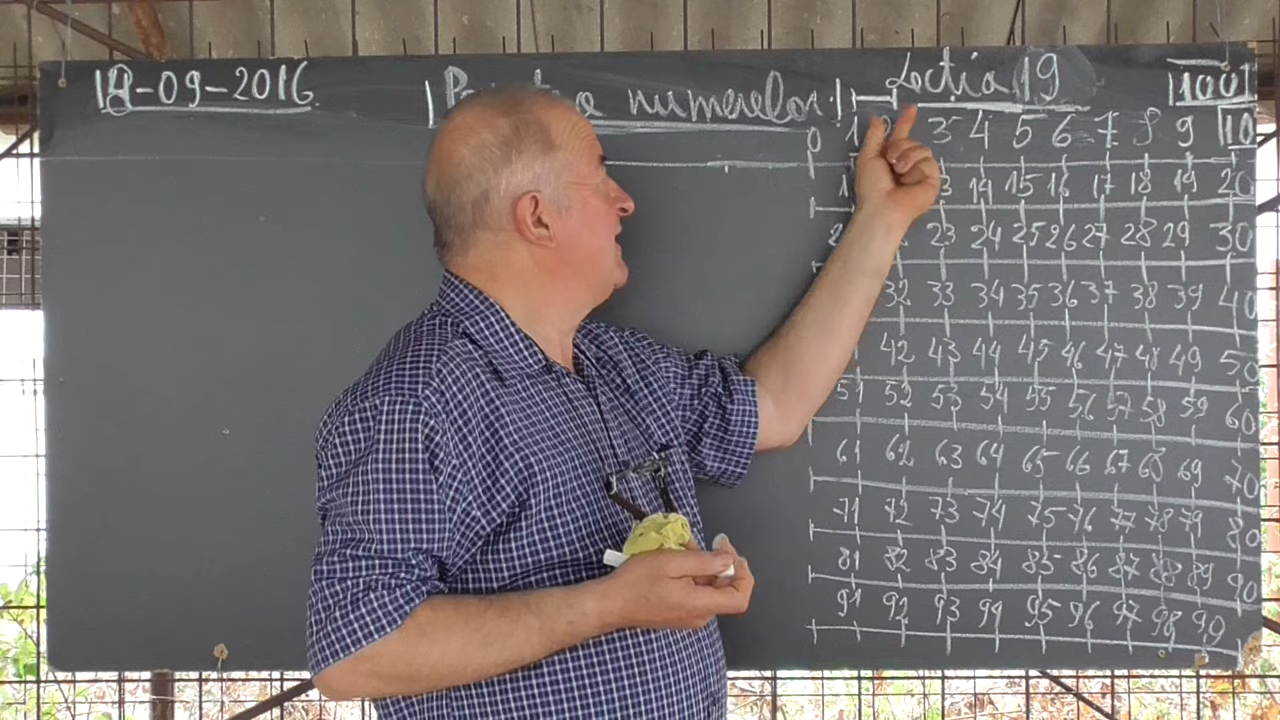 -09-2016
numerelor! Lecția 19
100
0 1 3 4 5 6 7 8 9 10
14 15 16 17 18 19 20
23 24 25 26 27 28 29 30
32 33 34 35 36 37 38 39 40
42 43 44 45 46 47 48 49 50
51 52 53 54 55 56 57 58 59 60
61 62 63 64 65 66 67 68 69 70
71 72 73 74 75 76 77 78 79 80
81 82 83 84 85 86 87 88 89 90
91 92 93 94 95 96 97 98 99